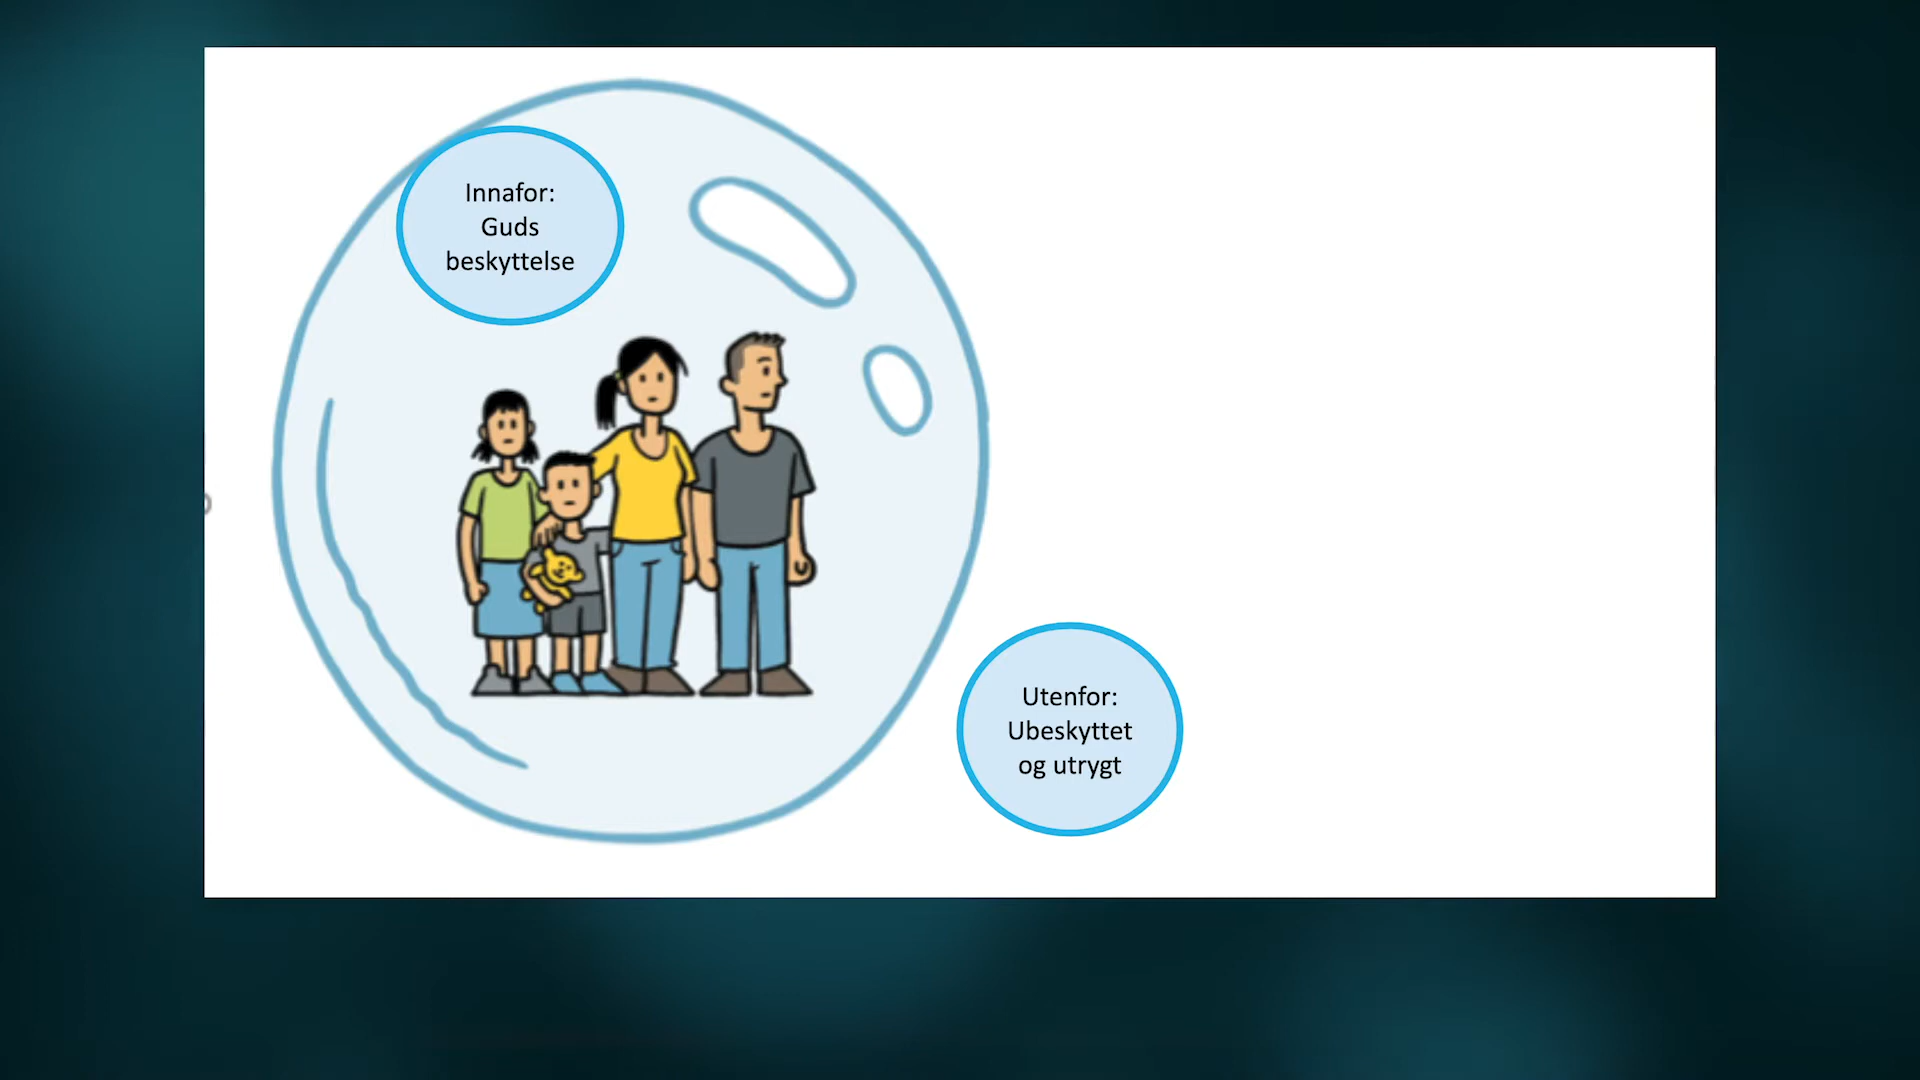 Innafor:
Guds
beskyttelse
Utenfor:
Ubeskyttet
og utrygt